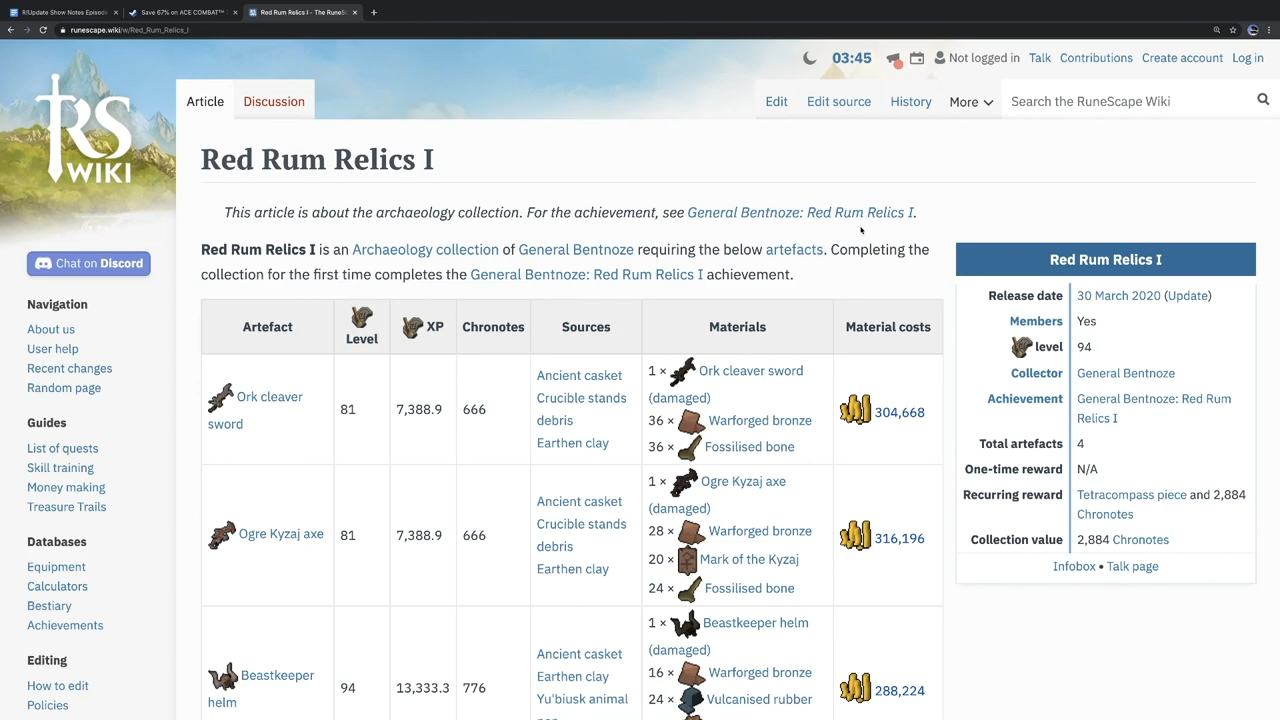 R/Update Show Notes Episode
Save 67% on ACE COMBAT™
Red Rum Relics I - The RuneSc
runescape.wiki/w/Red_Rum_Relics_I
03:45
Not logged in
Talk
Contributions
Create account
Log in
RS
WIKI
Article
Discussion
Edit
Edit source
History
More
Search the RuneScape Wiki
Red Rum Relics I
This article is about the archaeology collection. For the achievement, see General Bentnoze: Red Rum Relics I.
Red Rum Relics I is an Archaeology collection of General Bentnoze requiring the below artefacts. Completing the
collection for the first time completes the General Bentnoze: Red Rum Relics I achievement.
Chat on Discord
Navigation
About us
User help
Recent changes
Random page
Guides
List of quests
Skill training
Money making
Treasure Trails
Databases
Equipment
Calculators
Bestiary
Achievements
Editing
How to edit
Policies
Artefact
Level
XP
Chronotes
Sources
Materials
Material costs
Ork cleaver
sword
81
7,388.9
666
Ancient casket
Crucible stands
debris
Earthen clay
1 × Ork cleaver sword
(damaged)
36 × Warforged bronze
36 × Fossilised bone
304,668
Ogre Kyzaj axe
81
7,388.9
666
Ancient casket
Crucible stands
debris
Earthen clay
1 × Ogre Kyzaj axe
(damaged)
28 × Warforged bronze
20 × Mark of the Kyzaj
24 × Fossilised bone
316,196
Beastkeeper
helm
94
13,333.3
776
Ancient casket
Earthen clay
Yu'biusk animal
1 × Beastkeeper helm
(damaged)
16 × Warforged bronze
24 × Vulcanised rubber
288,224
Red Rum Relics I
Release date 30 March 2020 (Update)
Members Yes
level 94
Collector General Bentnoze
Achievement General Bentnoze: Red Rum
Relics I
Total artefacts 4
One-time reward N/A
Recurring reward Tetracompass piece and 2,884
Chronotes
Collection value 2,884 Chronotes
Infobox • Talk page